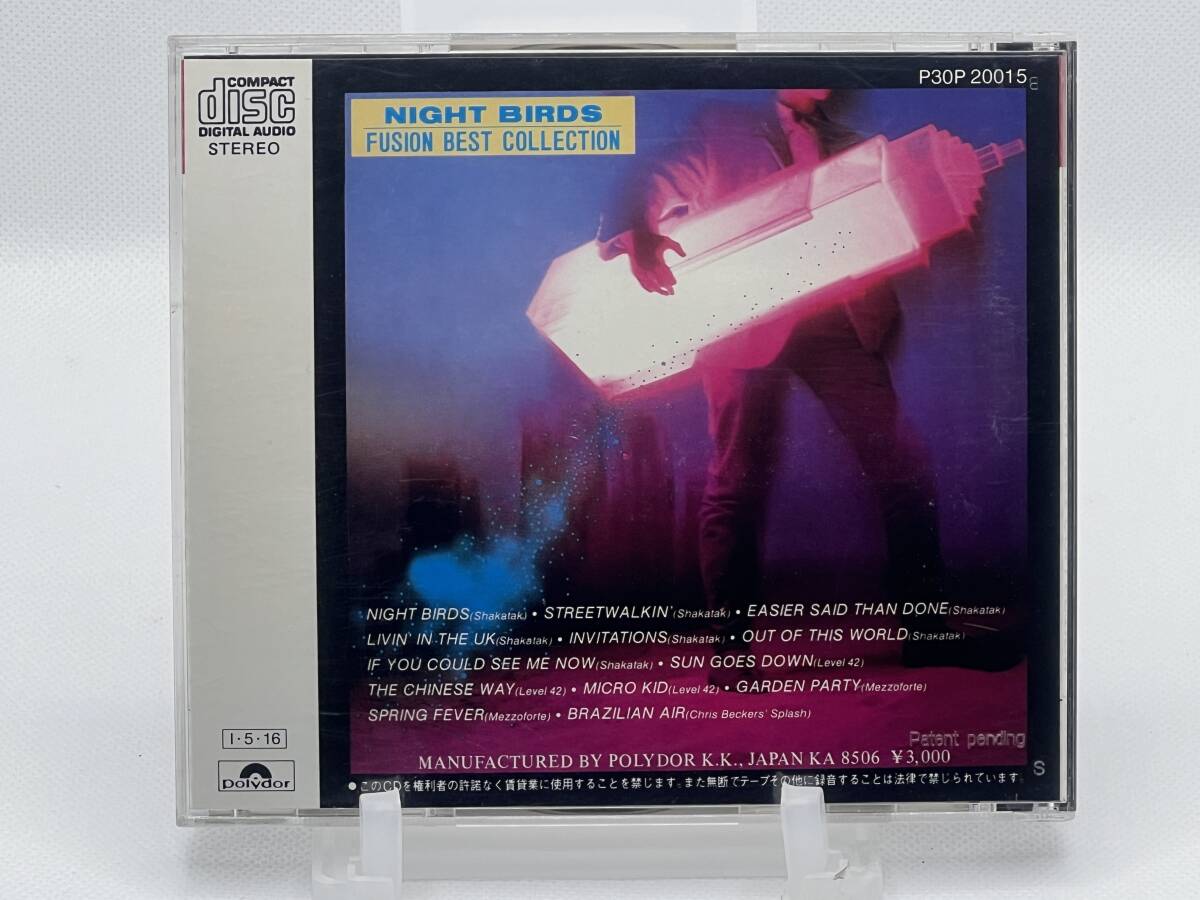 COMPACT
disc
DIGITAL AUDIO
STEREO
P30P 20015
NIGHT BIRDS
FUSION BEST COLLECTION
NIGHT BIRDS(Shakatak) • STREETWALKIN'(Shakatak) • EASIER SAID THAN DONE(Shakatak)
LIVIN' IN THE UK(Shakatak) • INVITATIONS(Shakatak) • OUT OF THIS WORLD(Shakatak)
IF YOU COULD SEE ME NOW(Shakatak) • SUN GOES DOWN(Level 42)
THE CHINESE WAY(Level 42) • MICRO KID(Level 42) • GARDEN PARTY(Mezzoforte)
SPRING FEVER(Mezzoforte) • BRAZILIAN AIR(Chris Beckers' Splash)
Patent pending
MANUFACTURED BY POLYDOR K.K., JAPAN KA 8506 ¥3,000
I·5·16
polydor
●このCDを権利者の許諾なく賃貸業に使用することを禁じます。また無断でテープその他に録音することは法律で禁じられています。
S